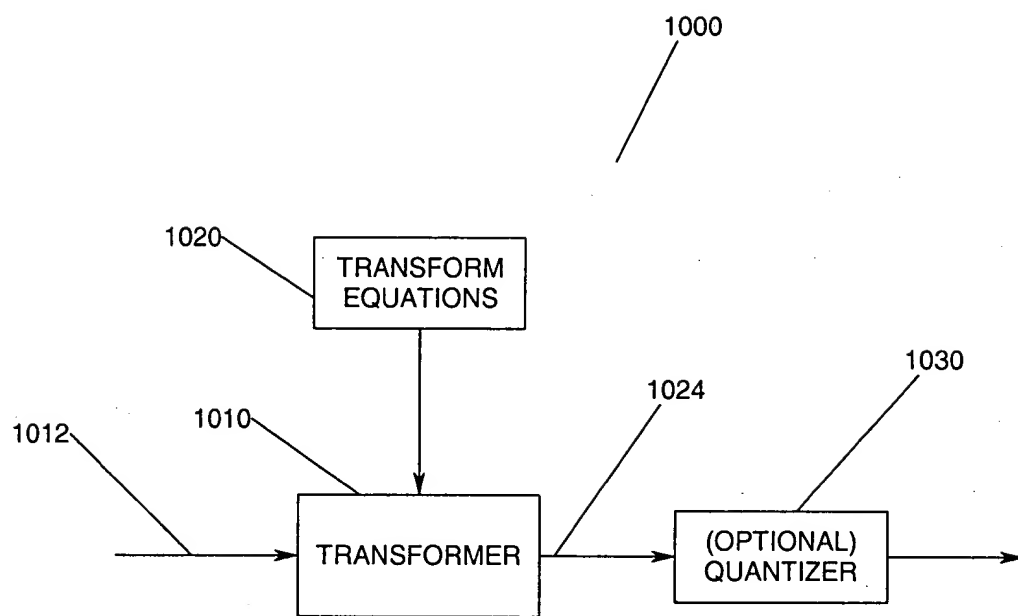 1000
1020
TRANSFORM
EQUATIONS
1030
1024
1010
1012
TRANSFORMER
(OPTIONAL)
QUANTIZER